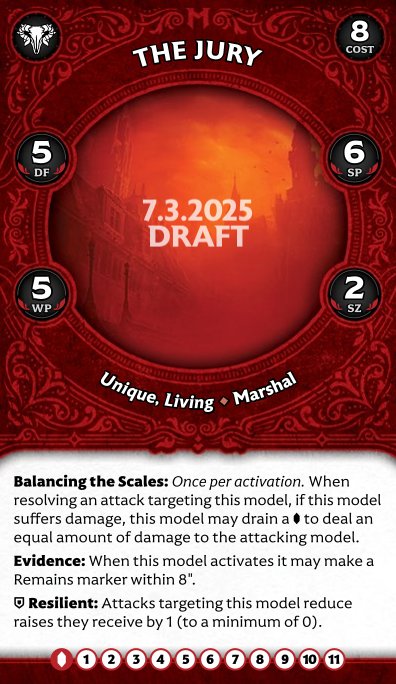 THE JURY
8
COST
5
DF
6
SP
7.3.2025
DRAFT
5
WP
2
SZ
Unique, Living ◆ Marshal
Balancing the Scales: Once per activation. When
resolving an attack targeting this model, if this model
suffers damage, this model may drain a to deal an
equal amount of damage to the attacking model.
Evidence: When this model activates it may make a
Remains marker within 8".
Resilient: Attacks targeting this model reduce
raises they receive by 1 (to a minimum of 0).
1 2 3 4 5 6 7 8 9 10 11